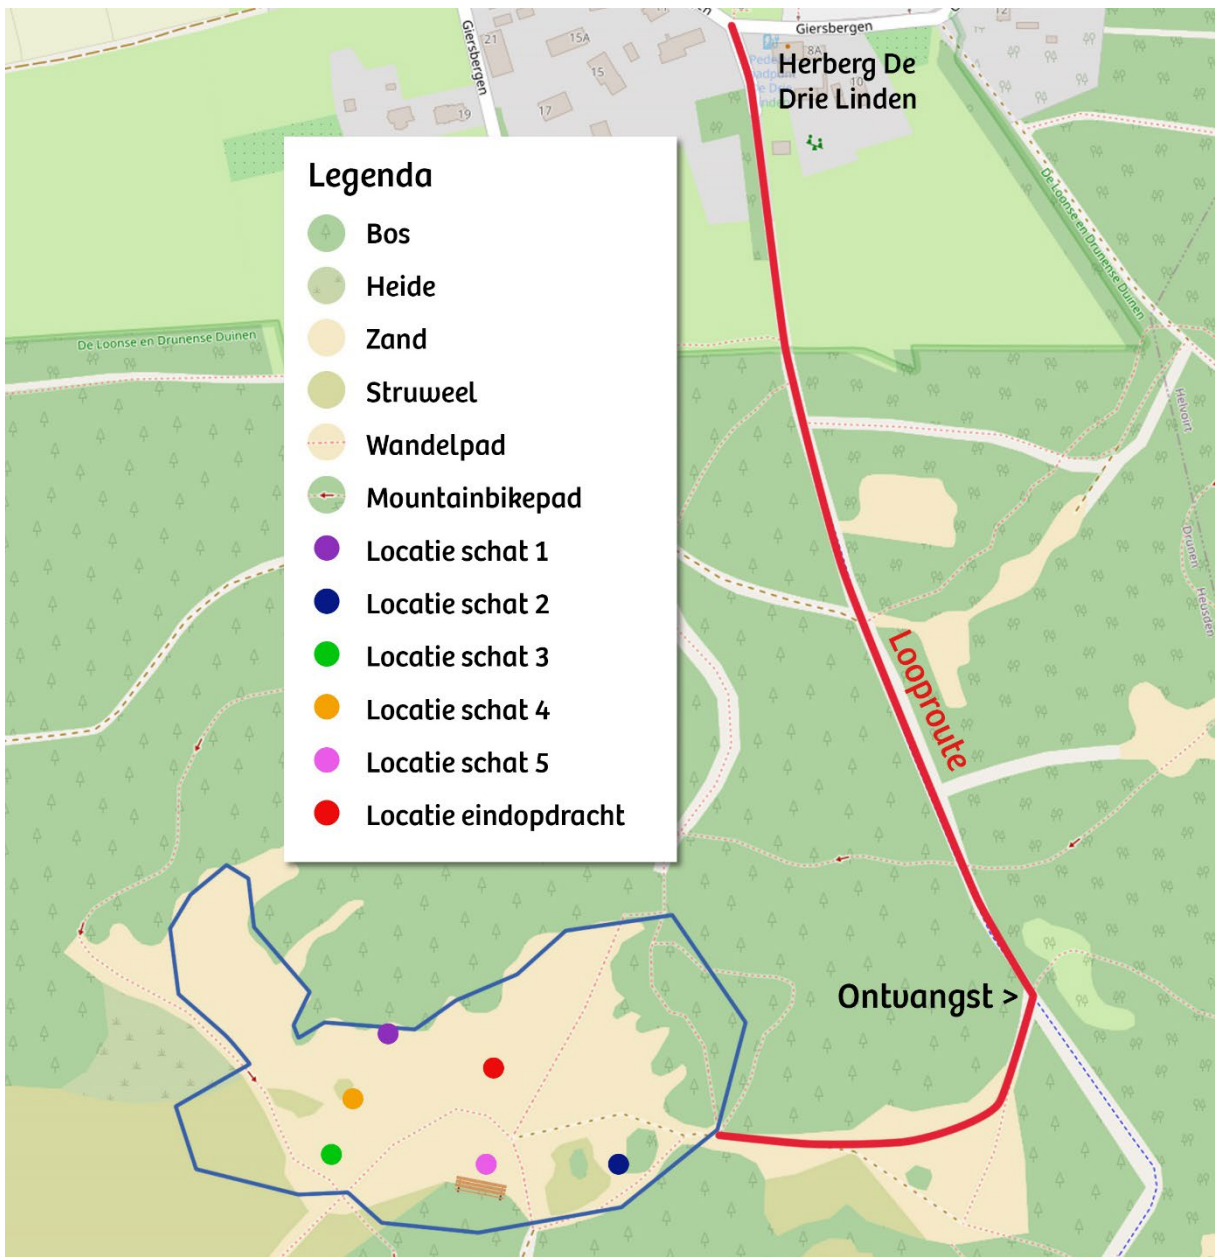 Giersbergen
Giersbergen
21
15A
15
17
19
8A
10
12
Herberg De
Drie Linden
De Loonse en Drunense Duinen
De Loonse en Drunense Duinen
Legenda
Bos
Heide
Zand
Struweel
Wandelpad
Mountainbikepad
Locatie schat 1
Locatie schat 2
Locatie schat 3
Locatie schat 4
Locatie schat 5
Locatie eindopdracht
Helvoirt
Drunen
Heusden
Looproute
Ontvangst >